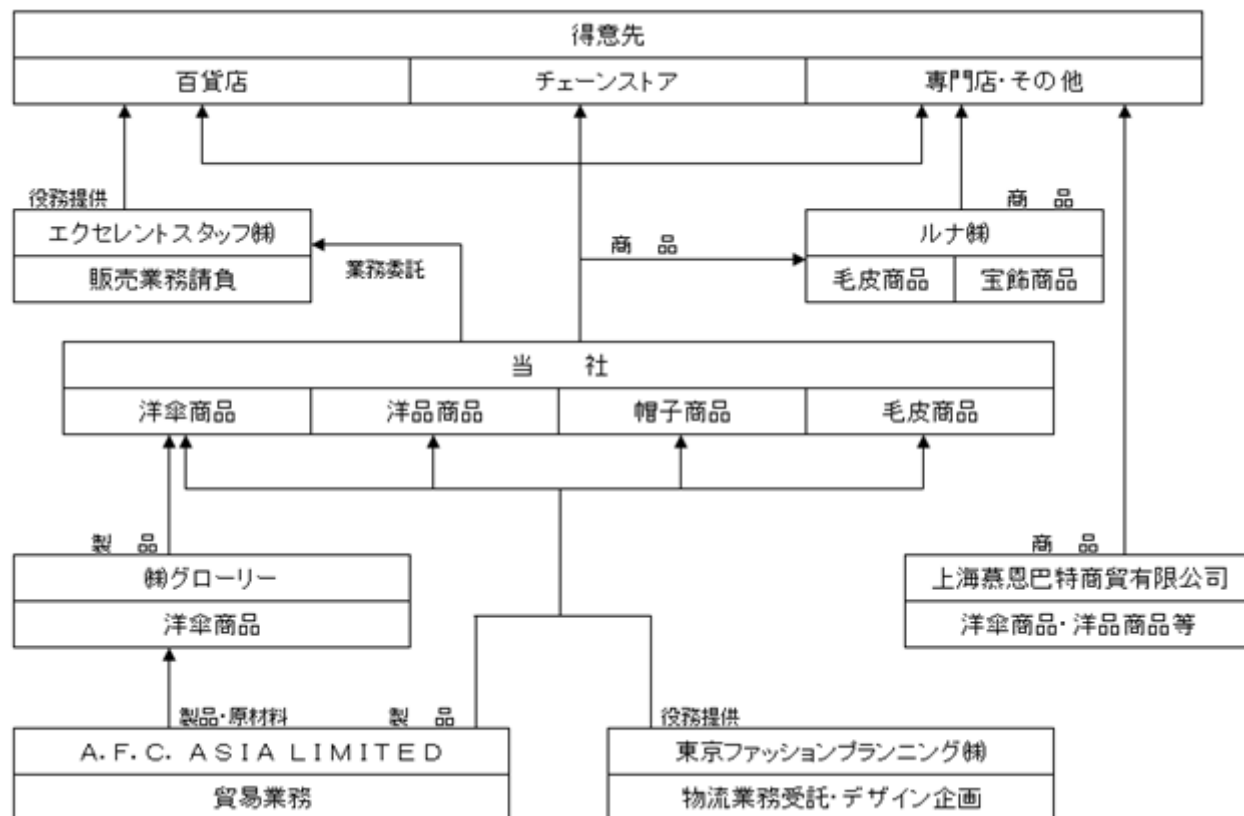 得意先
百貨店
チェーンストア
専門店・その他
役務提供
エクセレントスタッフ㈱
販売業務請負
業務委託
商　品
商　品
ルナ㈱
毛皮商品
宝飾商品
当　　社
洋傘商品
洋品商品
帽子商品
毛皮商品
製　品
㈱グローリー
洋傘商品
商　品
上海慕恩巴特商貿有限公司
洋傘商品・洋品商品等
製品・原材料
製　品
Ａ.Ｆ.Ｃ. ＡＳＩＡ ＬＩＭＩＴＥＤ
貿易業務
役務提供
東京ファッションプランニング㈱
物流業務受託・デザイン企画